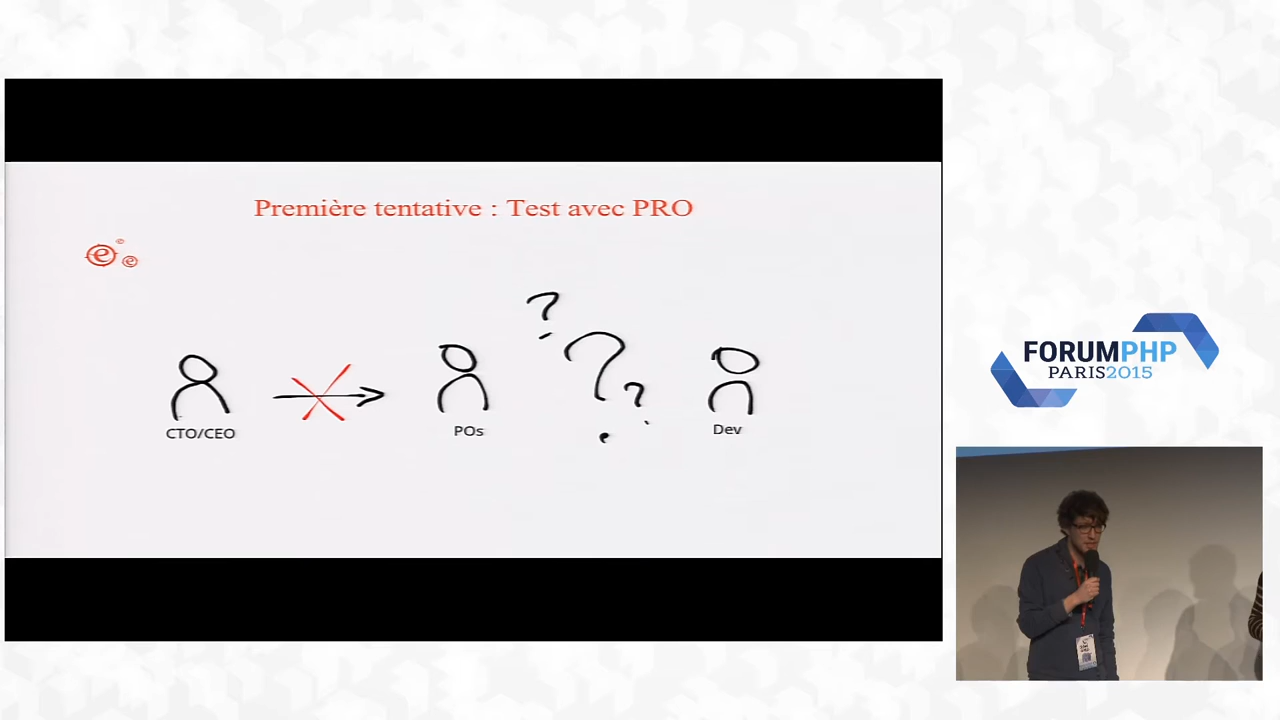 Première tentative : Test avec PRO
e
e
e
?
?
?
CTO/CEO
POs
Dev
FORUMPHP
PARIS2015